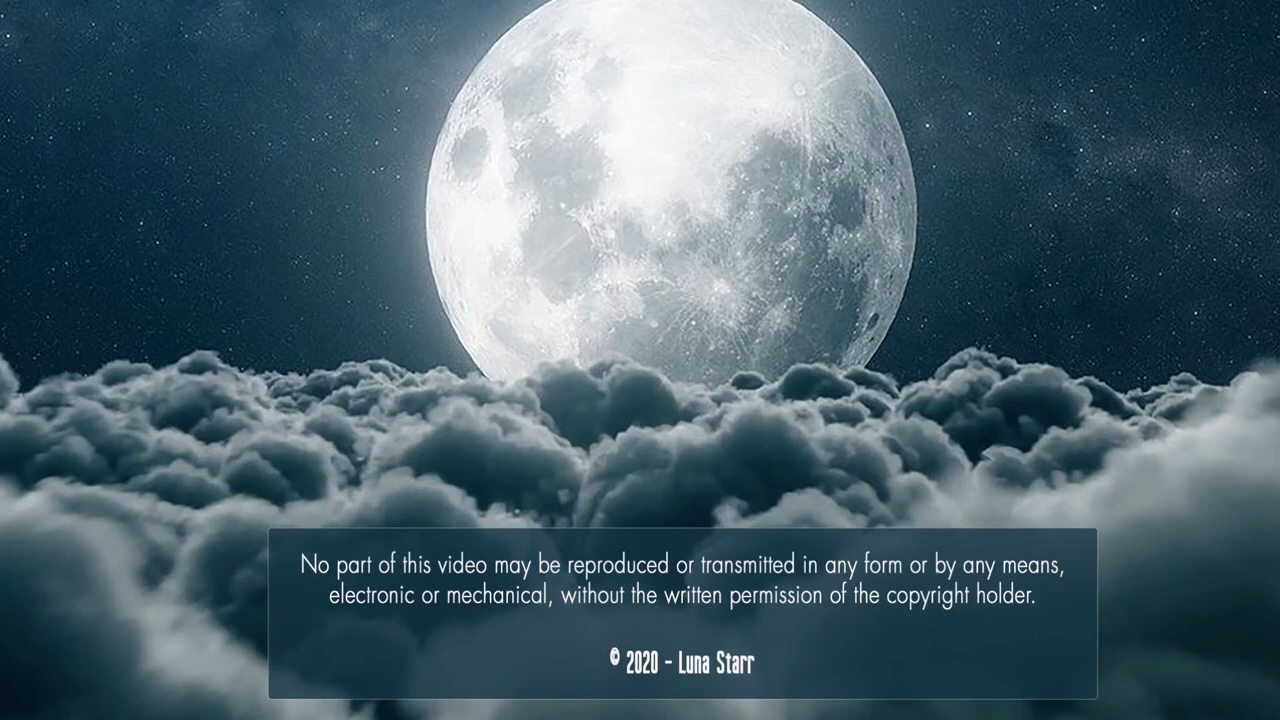 No part of this video may be reproduced or transmitted in any form or by any means,
electronic or mechanical, without the written permission of the copyright holder.
© 2020 - Luna Starr